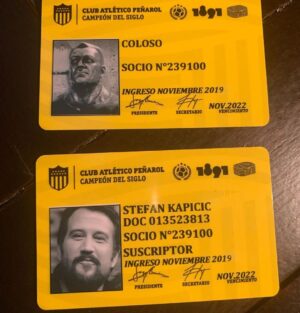 CLUB ATLÉTICO PEÑAROL
CAMPEÓN DEL SIGLO
1891
COLOSO
SOCIO N°239100
INGRESO NOVIEMBRE 2019
PRESIDENTE
SECRETARIO
NOV.2022
VENCIMIENTO
CLUB ATLÉTICO PEÑAROL
CAMPEÓN DEL SIGLO
1891
STEFAN KAPICIC
DOC 013523813
SOCIO N°239100
SUSCRIPTOR
INGRESO NOVIEMBRE 2019
PRESIDENTE
SECRETARIO
NOV.2022
VENCIMIENTO